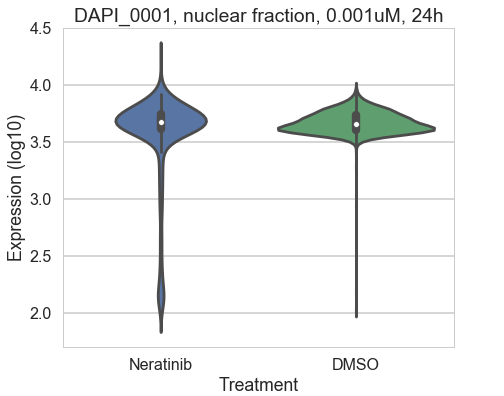 DAPI_0001, nuclear fraction, 0.001uM, 24h
4.5
4.0
3.5
3.0
2.5
2.0
Expression (log10)
Neratinib DMSO
Treatment